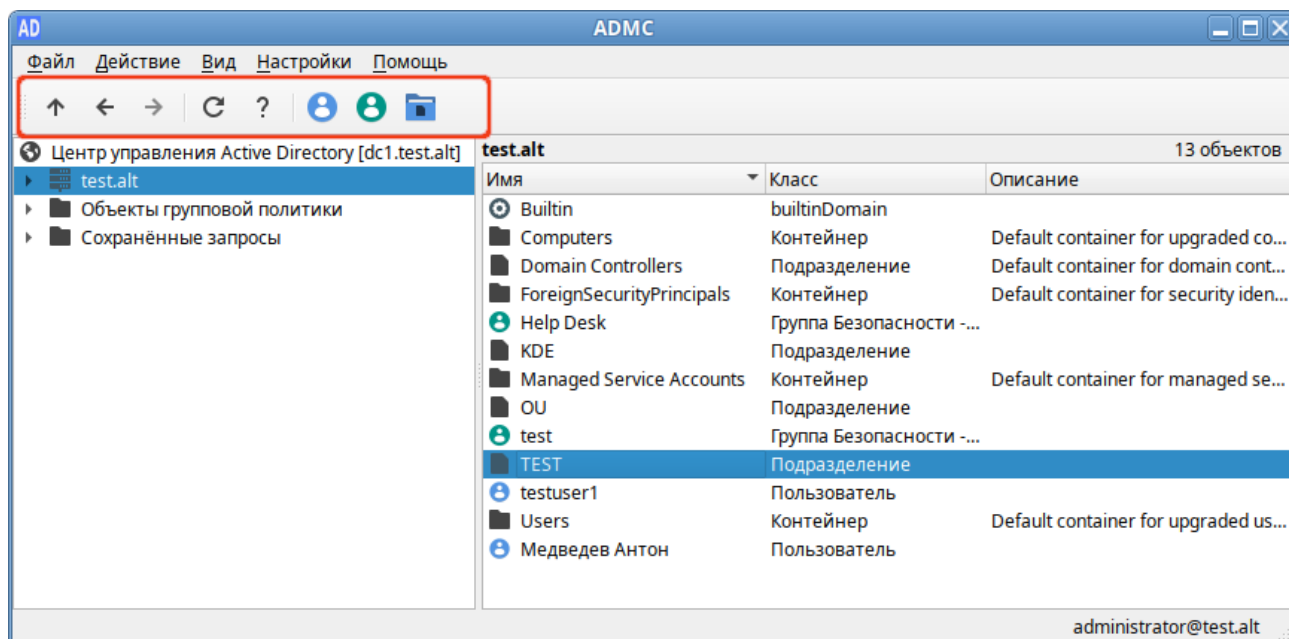 AD ADMC
Файл Действие Вид Настройки Помощь
?
Центр управления Active Directory [dc1.test.alt]
test.alt
Объекты групповой политики
Сохранённые запросы
test.alt 13 объектов
Имя Класс Описание
Builtin builtinDomain
Computers Контейнер Default container for upgraded co...
Domain Controllers Подразделение Default container for domain cont...
ForeignSecurityPrincipals Контейнер Default container for security iden...
Help Desk Группа Безопасности -...
KDE Подразделение
Managed Service Accounts Контейнер Default container for managed se...
OU Подразделение
test Группа Безопасности -...
TEST Подразделение
testuser1 Пользователь
Users Контейнер Default container for upgraded us...
Медведев Антон Пользователь
administrator@test.alt